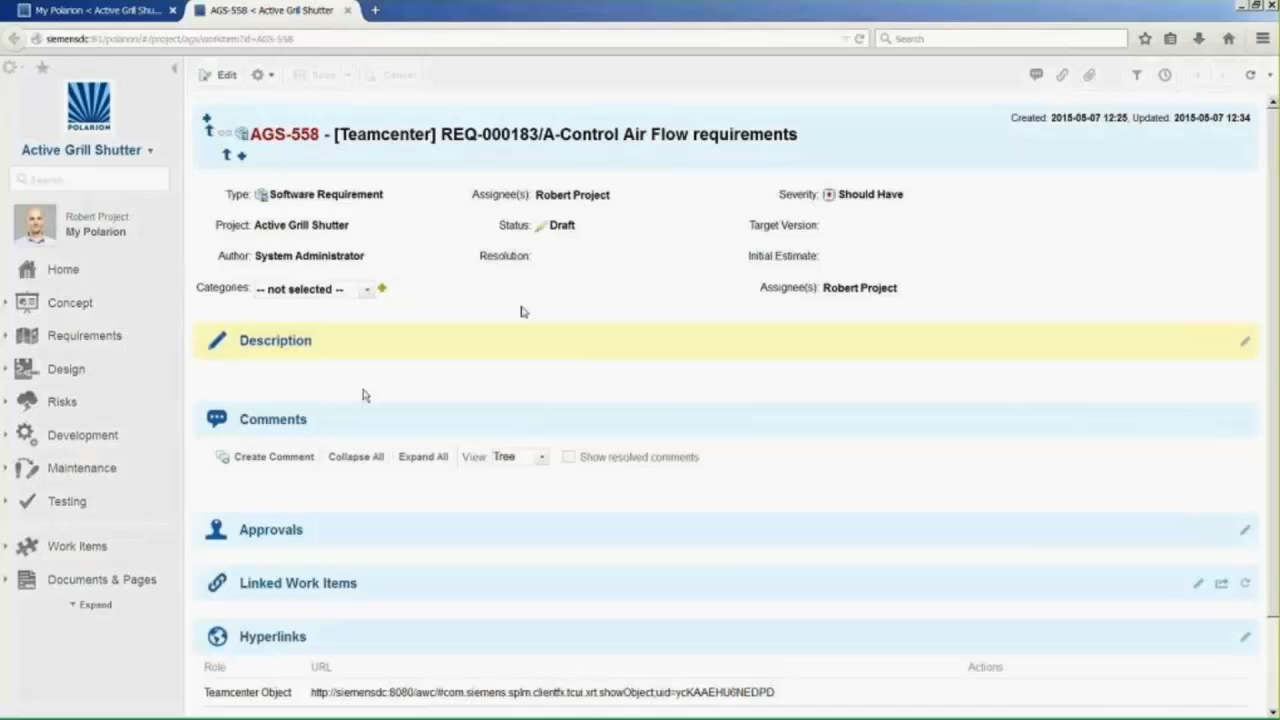 My Polarion < Active Grill Shu...
AGS-558 < Active Grill Shutter
siemensdc:81/polarion/#/project/ags/workitem?id=AGS-558
Search
Edit
Save
Cancel
POLARION
Active Grill Shutter
Search
Robert Project
My Polarion
Home
Concept
Requirements
Design
Risks
Development
Maintenance
Testing
Work Items
Documents & Pages
Expand
AGS-558 - [Teamcenter] REQ-000183/A-Control Air Flow requirements
Created: 2015-05-07 12:25, Updated: 2015-05-07 12:34
Type: Software Requirement
Assignee(s): Robert Project
Severity: Should Have
Project: Active Grill Shutter
Status: Draft
Target Version:
Author: System Administrator
Resolution:
Initial Estimate:
Categories: -- not selected --
Assignee(s): Robert Project
Description
Comments
Create Comment Collapse All Expand All View: Tree Show resolved comments
Approvals
Linked Work Items
Hyperlinks
Role URL Actions
Teamcenter Object http://siemensdc:8080/awc/#com.siemens.splm.clientfx.tcui.xrt.showObject;uid=ycKAAEHU6NEDPD